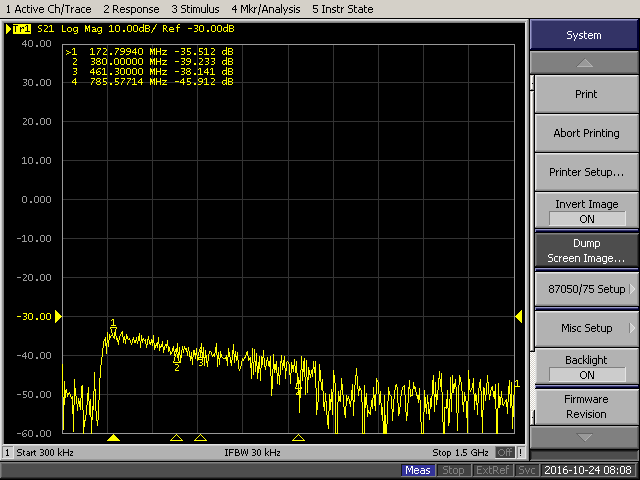 1 Active Ch/Trace 2 Response 3 Stimulus 4 Mkr/Analysis 5 Instr State
Tr1 S21 Log Mag 10.00dB/ Ref -30.00dB
>1 172.79940 MHz -35.512 dB
2 380.00000 MHz -39.233 dB
3 461.30000 MHz -38.141 dB
4 785.57714 MHz -45.912 dB
40.00
30.00
20.00
10.00
0.000
-10.00
-20.00
-30.00
-40.00
-50.00
-60.00
1
2
3
4
1
1 Start 300 kHz IFBW 30 kHz Stop 1.5 GHz Off !
Meas Stop ExtRef Svc 2016-10-24 08:08
System
Print
Abort Printing
Printer Setup...
Invert Image
ON
Dump
Screen Image...
87050/75 Setup
Misc Setup
Backlight
ON
Firmware
Revision